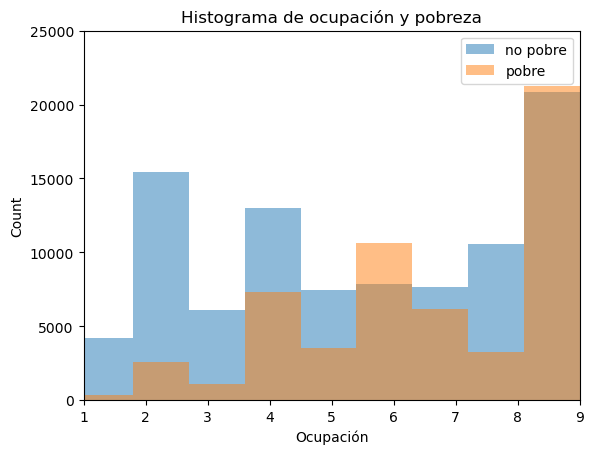 Histograma de ocupación y pobreza
25000
20000
15000
10000
5000
0
Count
no pobre
pobre
1 2 3 4 5 6 7 8 9
Ocupación